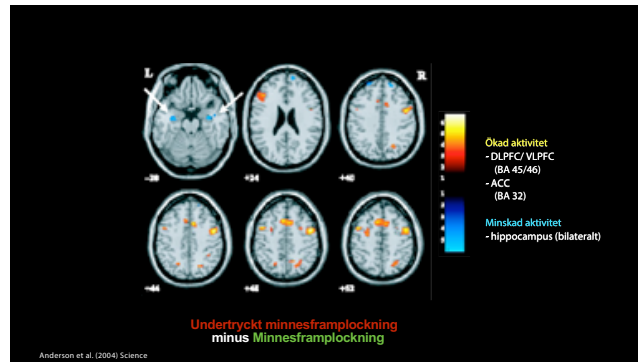 L
R
-20
+24
+40
+44
+48
+52
Ökad aktivitet
- DLPFC/ VLPFC
(BA 45/46)
- ACC
(BA 32)
Minskad aktivitet
- hippocampus (bilateralt)
Undertryckt minnesframplockning
minus Minnesframplockning
Anderson et al. (2004) Science